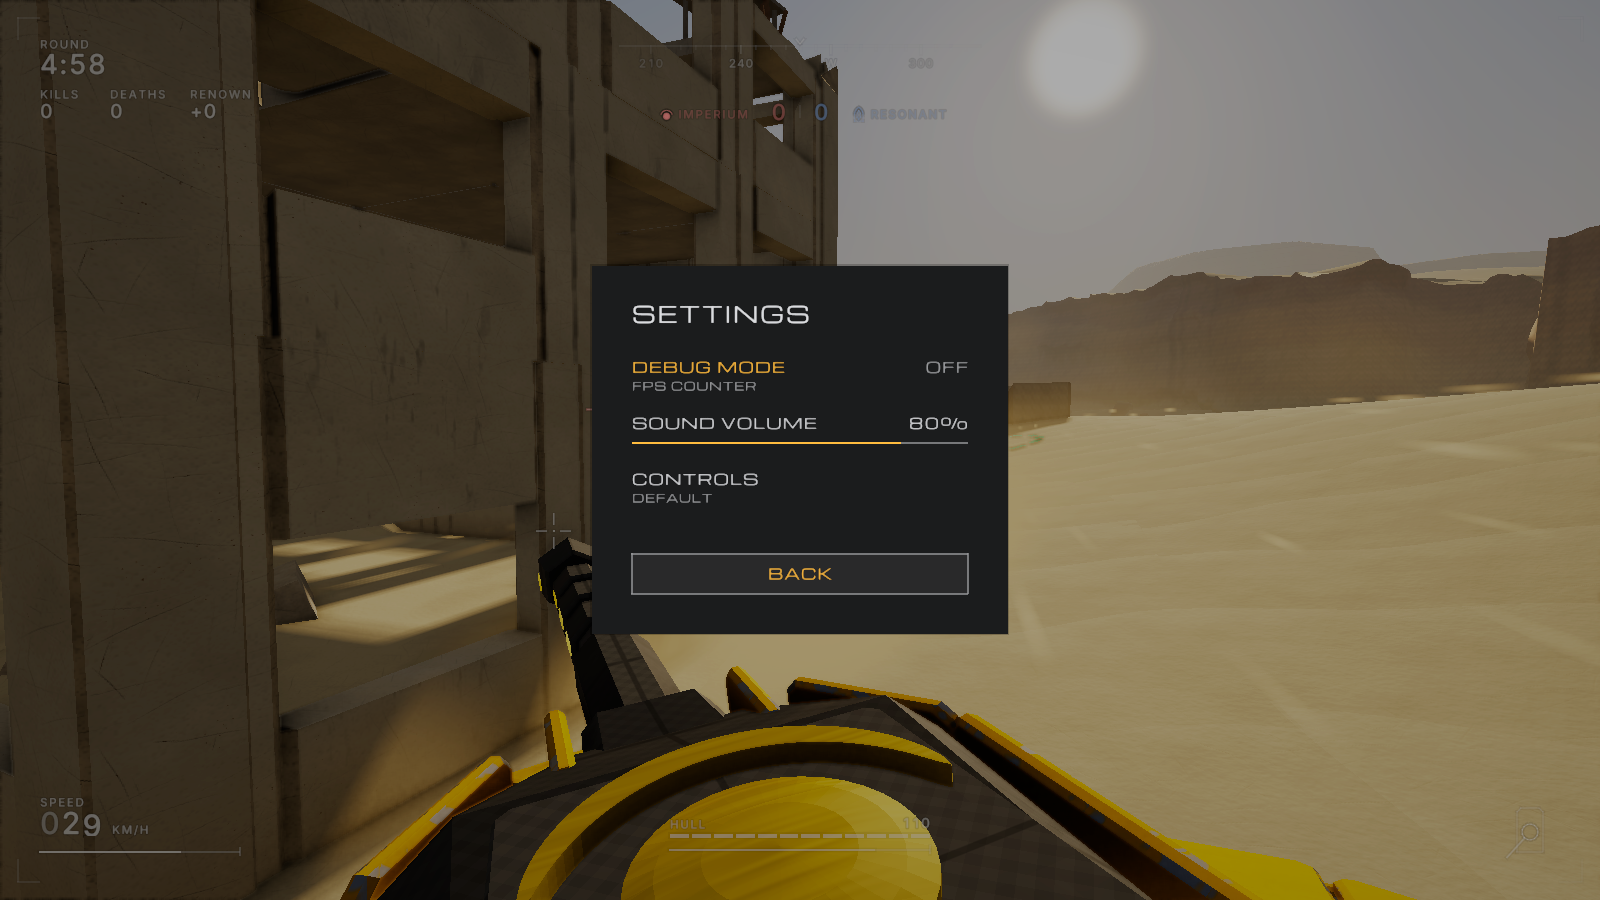 ROUND
4:58
KILLS DEATHS RENOWN
0 0 +0
210 240 300
IMPERIUM 0 0 RESONANT
SETTINGS
DEBUG MODE OFF
FPS COUNTER
SOUND VOLUME 80%
CONTROLS
DEFAULT
BACK
SPEED
029 KM/H
HULL 110